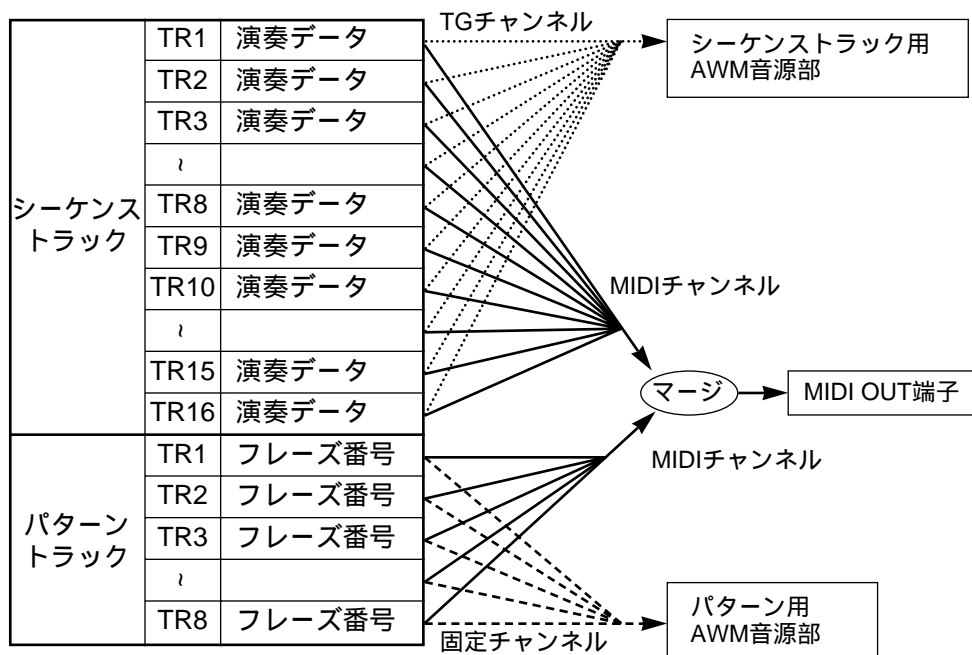 TR1 演奏データ
TR2 演奏データ
TR3 演奏データ
~
TR8 演奏データ
TR9 演奏データ
TR10 演奏データ
~
TR15 演奏データ
TR16 演奏データ
シーケンス
トラック
TR1 フレーズ番号
TR2 フレーズ番号
TR3 フレーズ番号
~
TR8 フレーズ番号
パターン
トラック
TGチャンネル
シーケンストラック用
AWM音源部
MIDIチャンネル
マージ
MIDI OUT端子
MIDIチャンネル
固定チャンネル
パターン用
AWM音源部